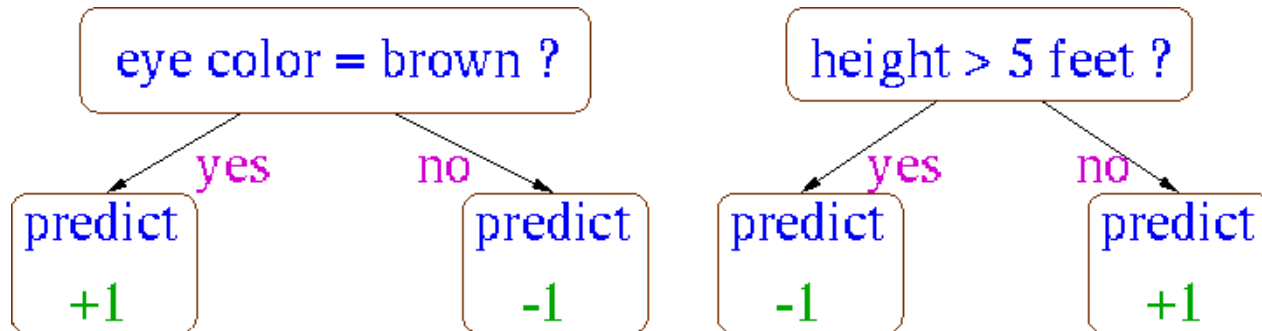 eye color = brown ?
height > 5 feet ?
yes
no
yes
no
predict
predict
predict
predict
+1
-1
-1
+1